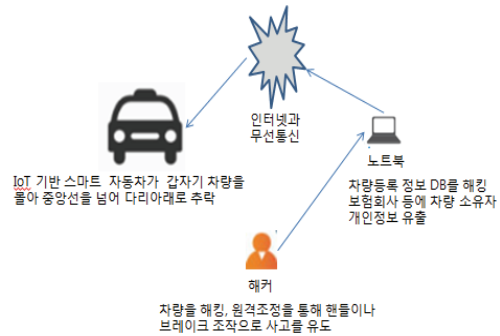 인터넷과
무선통신
노트북
IoT 기반 스마트 자동차가 갑자기 차량을
몰아 중앙선을 넘어 다리아래로 추락
차량등록 정보 DB를 해킹
보험회사 등에 차량 소유자
개인정보 유출
해커
차량을 해킹, 원격조정을 통해 핸들이나
브레이크 조작으로 사고를 유도